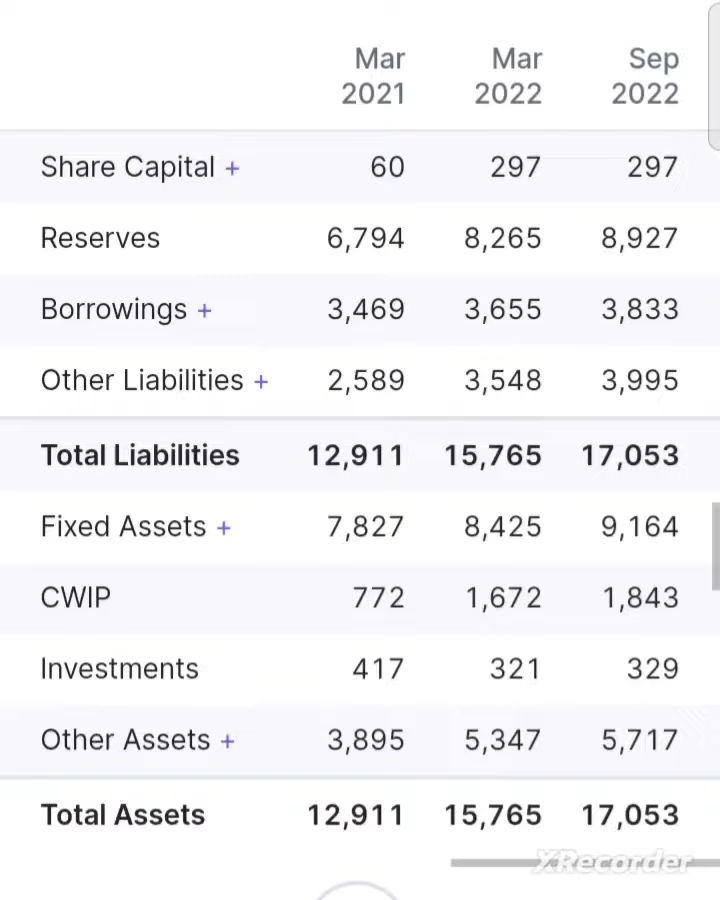 Mar Mar Sep
2021 2022 2022
Share Capital + 60 297 297
Reserves 6,794 8,265 8,927
Borrowings + 3,469 3,655 3,833
Other Liabilities + 2,589 3,548 3,995
Total Liabilities 12,911 15,765 17,053
Fixed Assets + 7,827 8,425 9,164
CWIP 772 1,672 1,843
Investments 417 321 329
Other Assets + 3,895 5,347 5,717
Total Assets 12,911 15,765 17,053
XRecorder